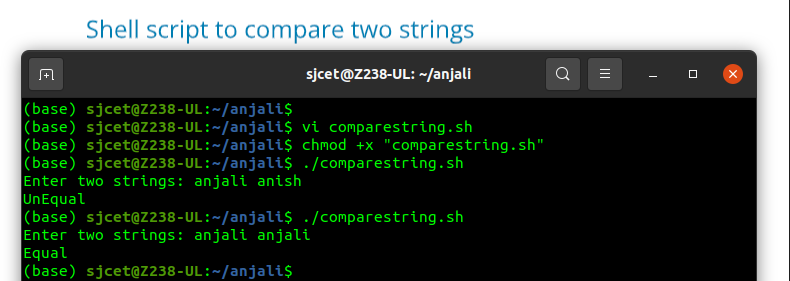 Shell script to compare two strings
sjcet@Z238-UL: ~/anjali
(base) sjcet@Z238-UL:~/anjali$
(base) sjcet@Z238-UL:~/anjali$ vi comparestring.sh
(base) sjcet@Z238-UL:~/anjali$ chmod +x "comparestring.sh"
(base) sjcet@Z238-UL:~/anjali$ ./comparestring.sh
Enter two strings: anjali anish
UnEqual
(base) sjcet@Z238-UL:~/anjali$ ./comparestring.sh
Enter two strings: anjali anjali
Equal
(base) sjcet@Z238-UL:~/anjali$